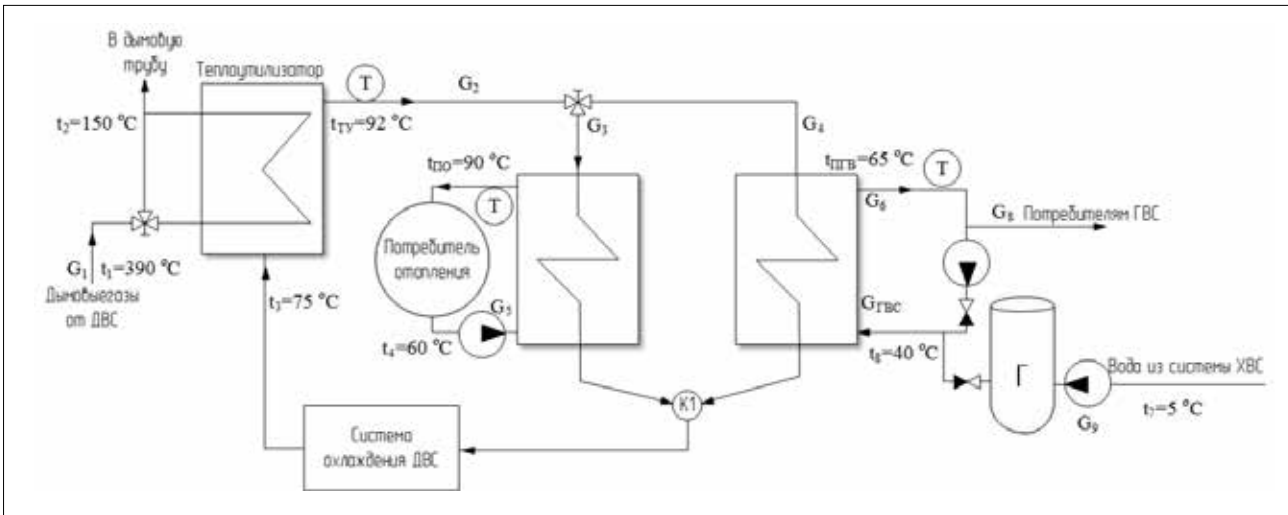 В дымовую
трубу
Теплоутилизатор
T
G₂
t₂=150 °C
tТУ=92 °C
G₃
G₄
tПО=90 °C
tПГВ=65 °C
T
T
G₆
G₈ Потребителям ГВС
Потребитель
отопления
G₁ t₁=390 °C
Дымовыегазы
от ДВС
t₃=75 °C
G₅
GГВС
t₄=60 °C
t₈=40 °C
Г
Вода из системы ХВС
t₇=5 °C
G₉
К1
Система
охлаждения ДВС